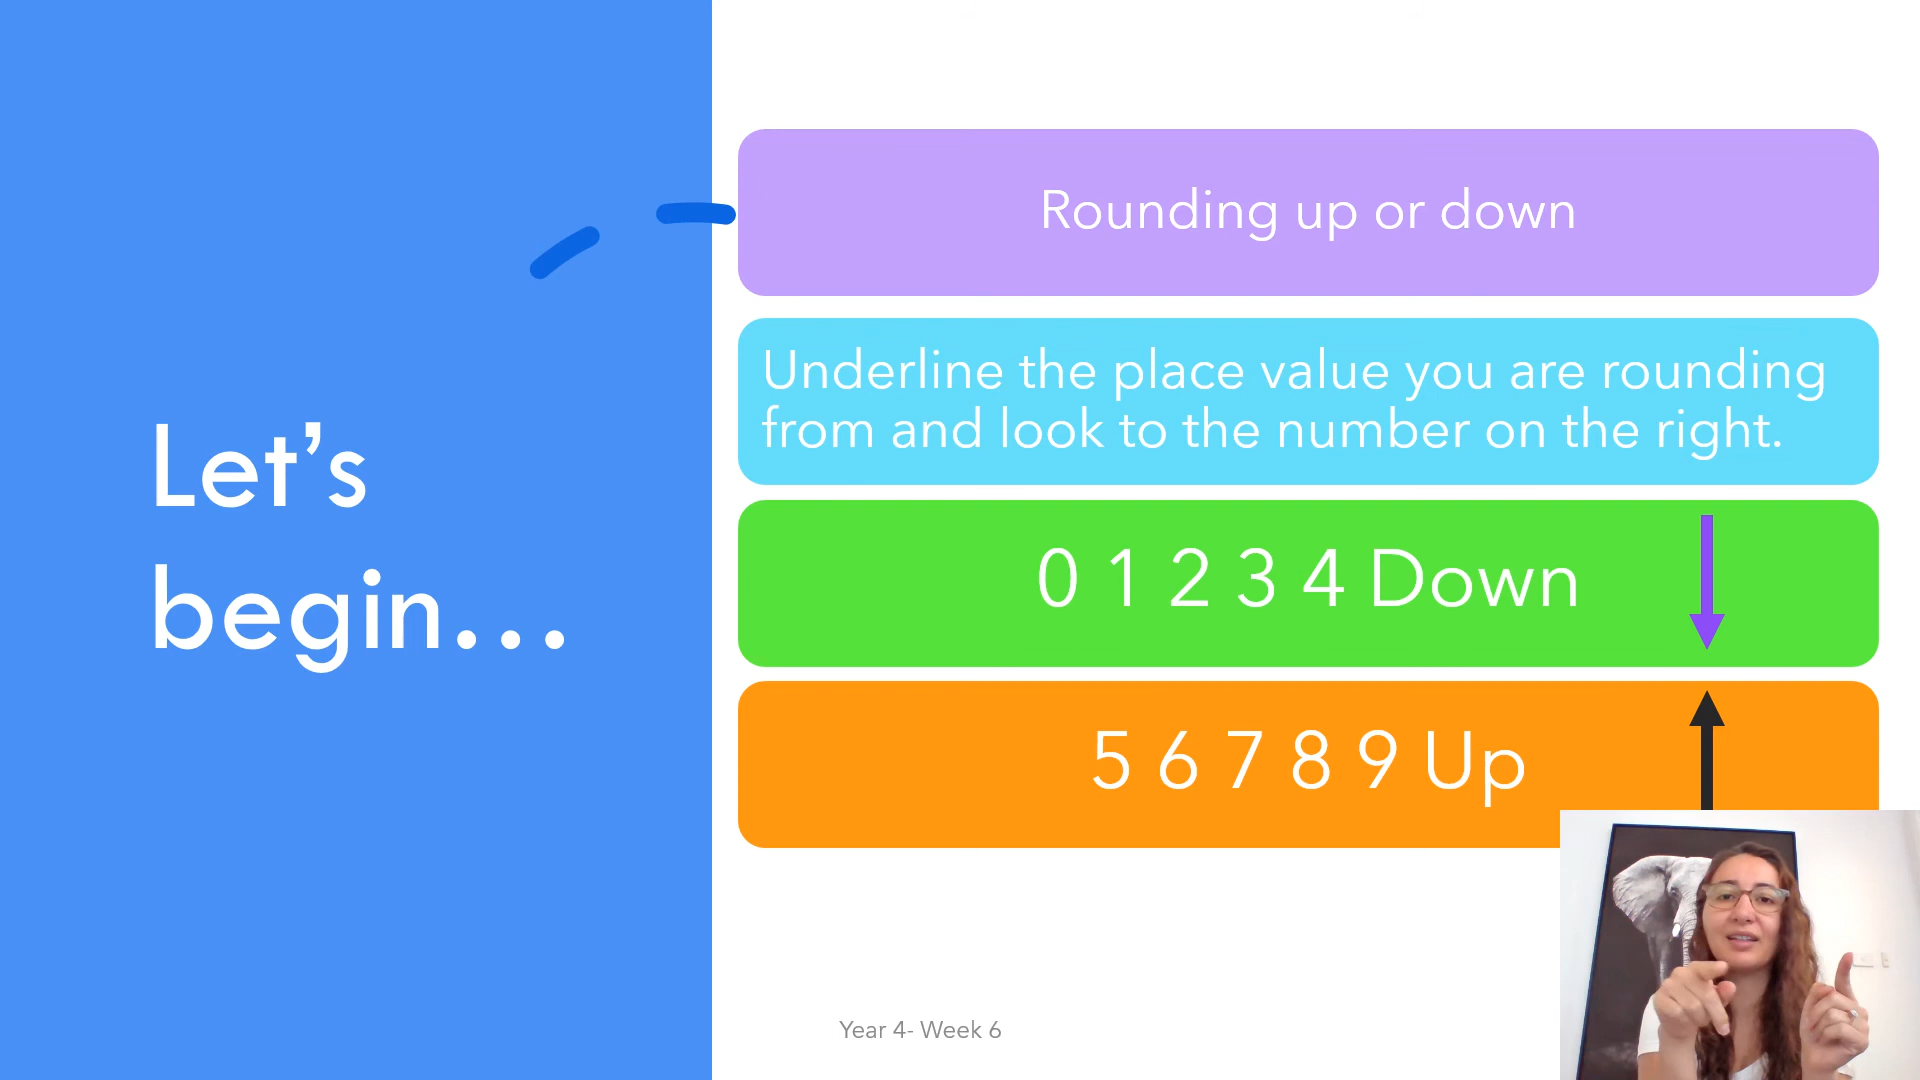 Let’s
begin...
Rounding up or down
Underline the place value you are rounding
from and look to the number on the right.
0 1 2 3 4 Down
5 6 7 8 9 Up
Year 4- Week 6